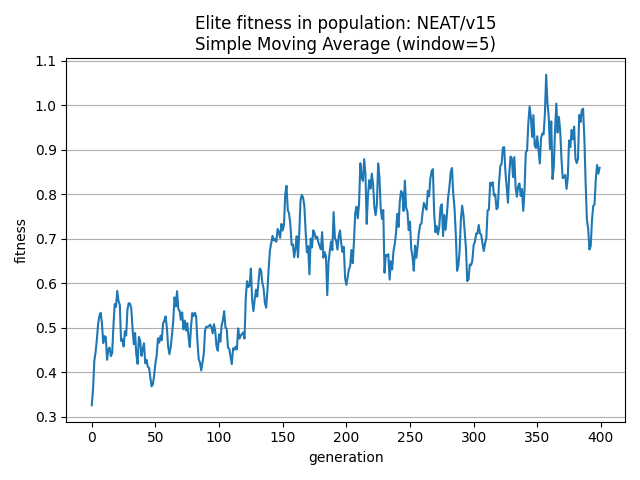 Elite fitness in population: NEAT/v15
Simple Moving Average (window=5)
1.1
1.0
0.9
0.8
0.7
0.6
0.5
0.4
0.3
fitness
0 50 100 150 200 250 300 350 400
generation